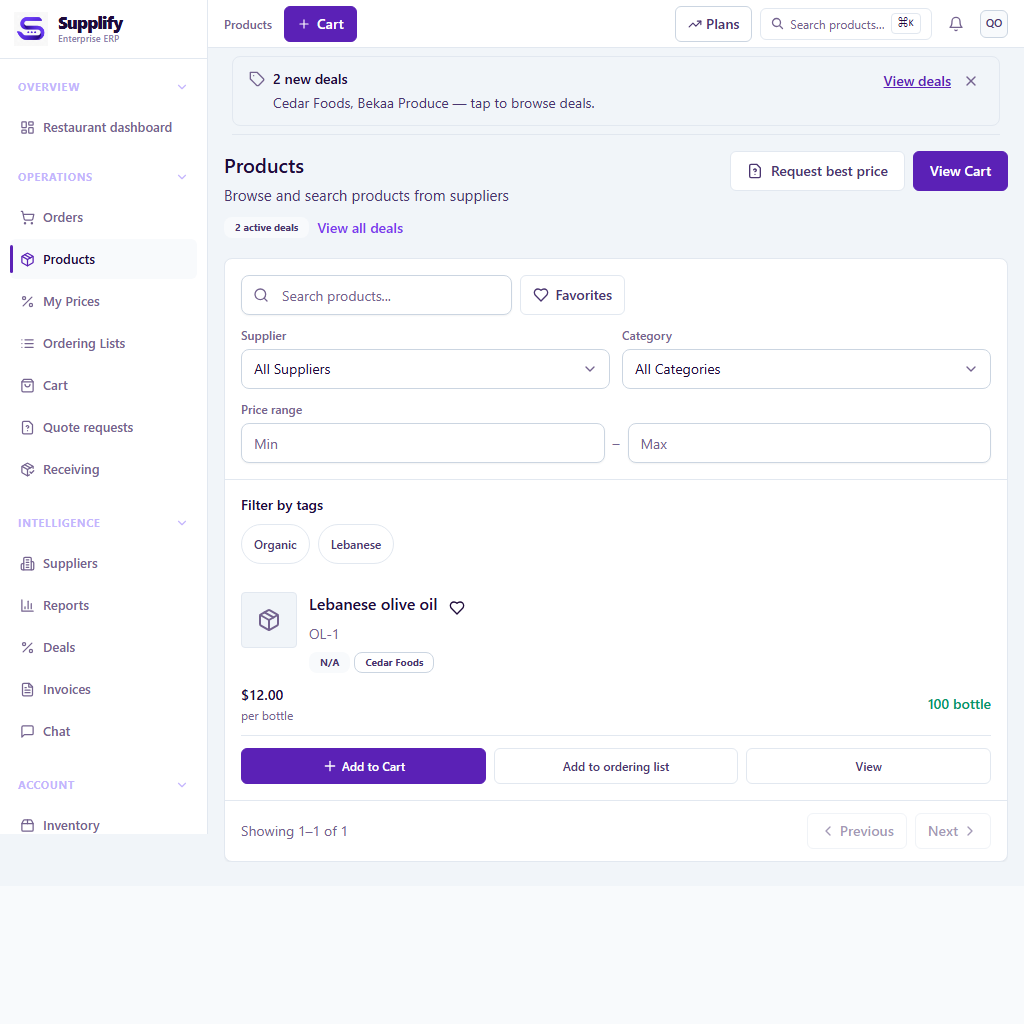 Supplify
Enterprise ERP
Products
+ Cart
Plans
Search products...
⌘K
QO
OVERVIEW
Restaurant dashboard
OPERATIONS
Orders
Products
My Prices
Ordering Lists
Cart
Quote requests
Receiving
INTELLIGENCE
Suppliers
Reports
Deals
Invoices
Chat
ACCOUNT
Inventory
2 new deals
Cedar Foods, Bekaa Produce — tap to browse deals.
View deals
Products
Browse and search products from suppliers
2 active deals
View all deals
Request best price
View Cart
Search products...
Favorites
Supplier
All Suppliers
Category
All Categories
Price range
Min
–
Max
Filter by tags
Organic
Lebanese
Lebanese olive oil
OL-1
N/A
Cedar Foods
$12.00
per bottle
100 bottle
+ Add to Cart
Add to ordering list
View
Showing 1–1 of 1
Previous
Next